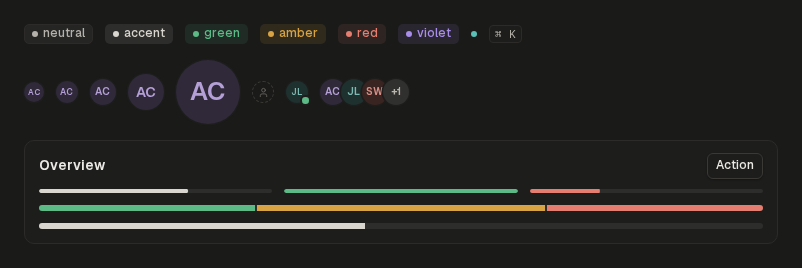 neutral accent green amber red violet ⌘ K
AC AC AC AC AC JL AC JL SW +1
Overview Action